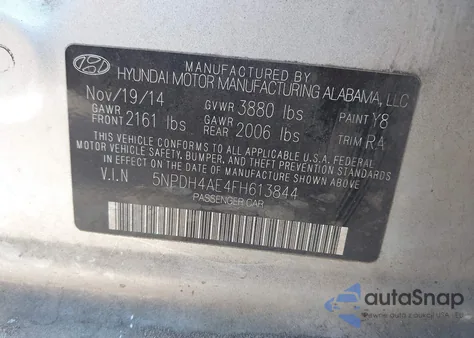 MANUFACTURED BY
HYUNDAI MOTOR MANUFACTURING ALABAMA, LLC
Nov/19/14 GVWR 3880 lbs. PAINT Y8
GAWR FRONT 2161 lbs GAWR REAR 2006 lbs TRIM RA
THIS VEHICLE CONFORMS TO ALL APPLICABLE U.S.A. FEDERAL
MOTOR VEHICLE SAFETY, BUMPER, AND THEFT PREVENTION STANDARDS
IN EFFECT ON THE DATE OF MANUFACTURE SHOWN ABOVE.
V.I.N 5NPDH4AE4FH613844
PASSENGER CAR
autoSnap